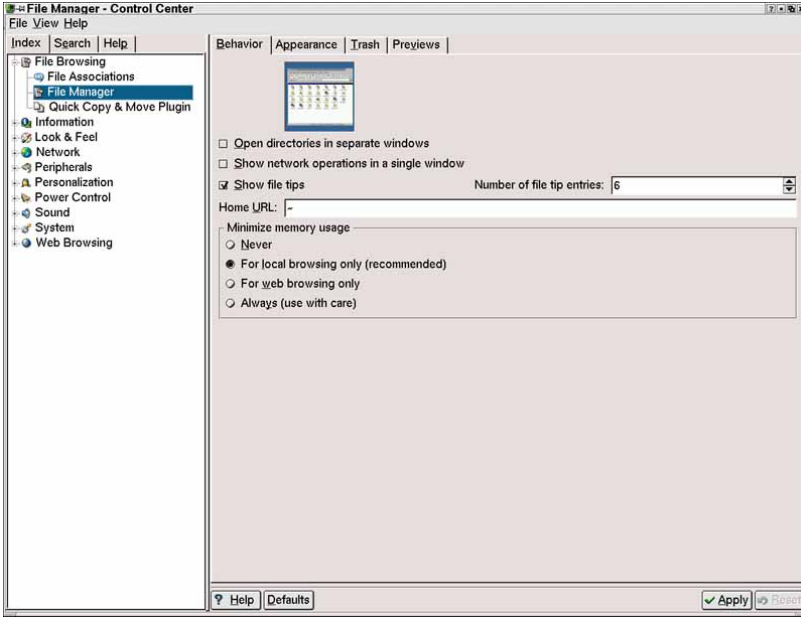 File Manager - Control Center
File View Help
Index Search Help
File Browsing
File Associations
File Manager
Quick Copy & Move Plugin
Information
Look & Feel
Network
Peripherals
Personalization
Power Control
Sound
System
Web Browsing
Behavior Appearance Trash Previews
Open directories in separate windows
Show network operations in a single window
Show file tips Number of file tip entries: 6
Home URL: ~
Minimize memory usage
Never
For local browsing only (recommended)
For web browsing only
Always (use with care)
? Help Defaults Apply Reset